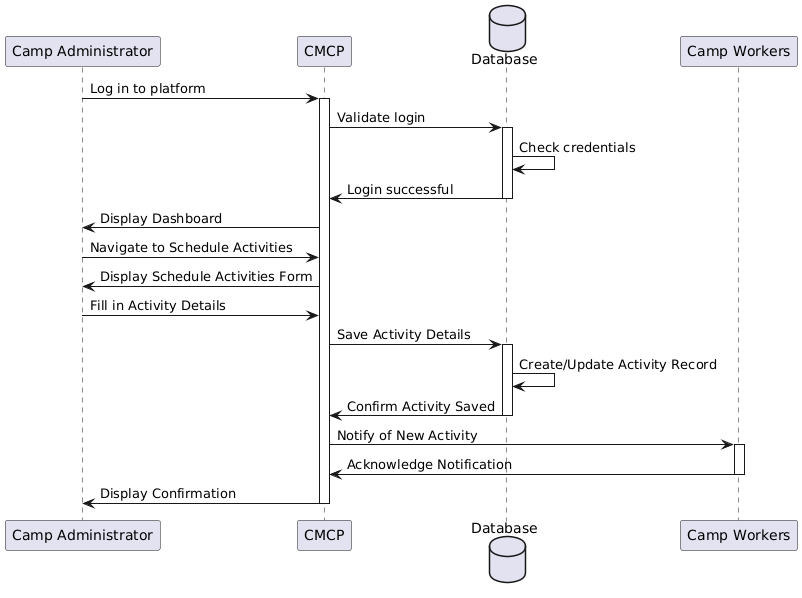 Camp Administrator
CMCP
Database
Camp Workers
Log in to platform
Validate login
Check credentials
Login successful
Display Dashboard
Navigate to Schedule Activities
Display Schedule Activities Form
Fill in Activity Details
Save Activity Details
Create/Update Activity Record
Confirm Activity Saved
Notify of New Activity
Acknowledge Notification
Display Confirmation
Camp Administrator
CMCP
Database
Camp Workers